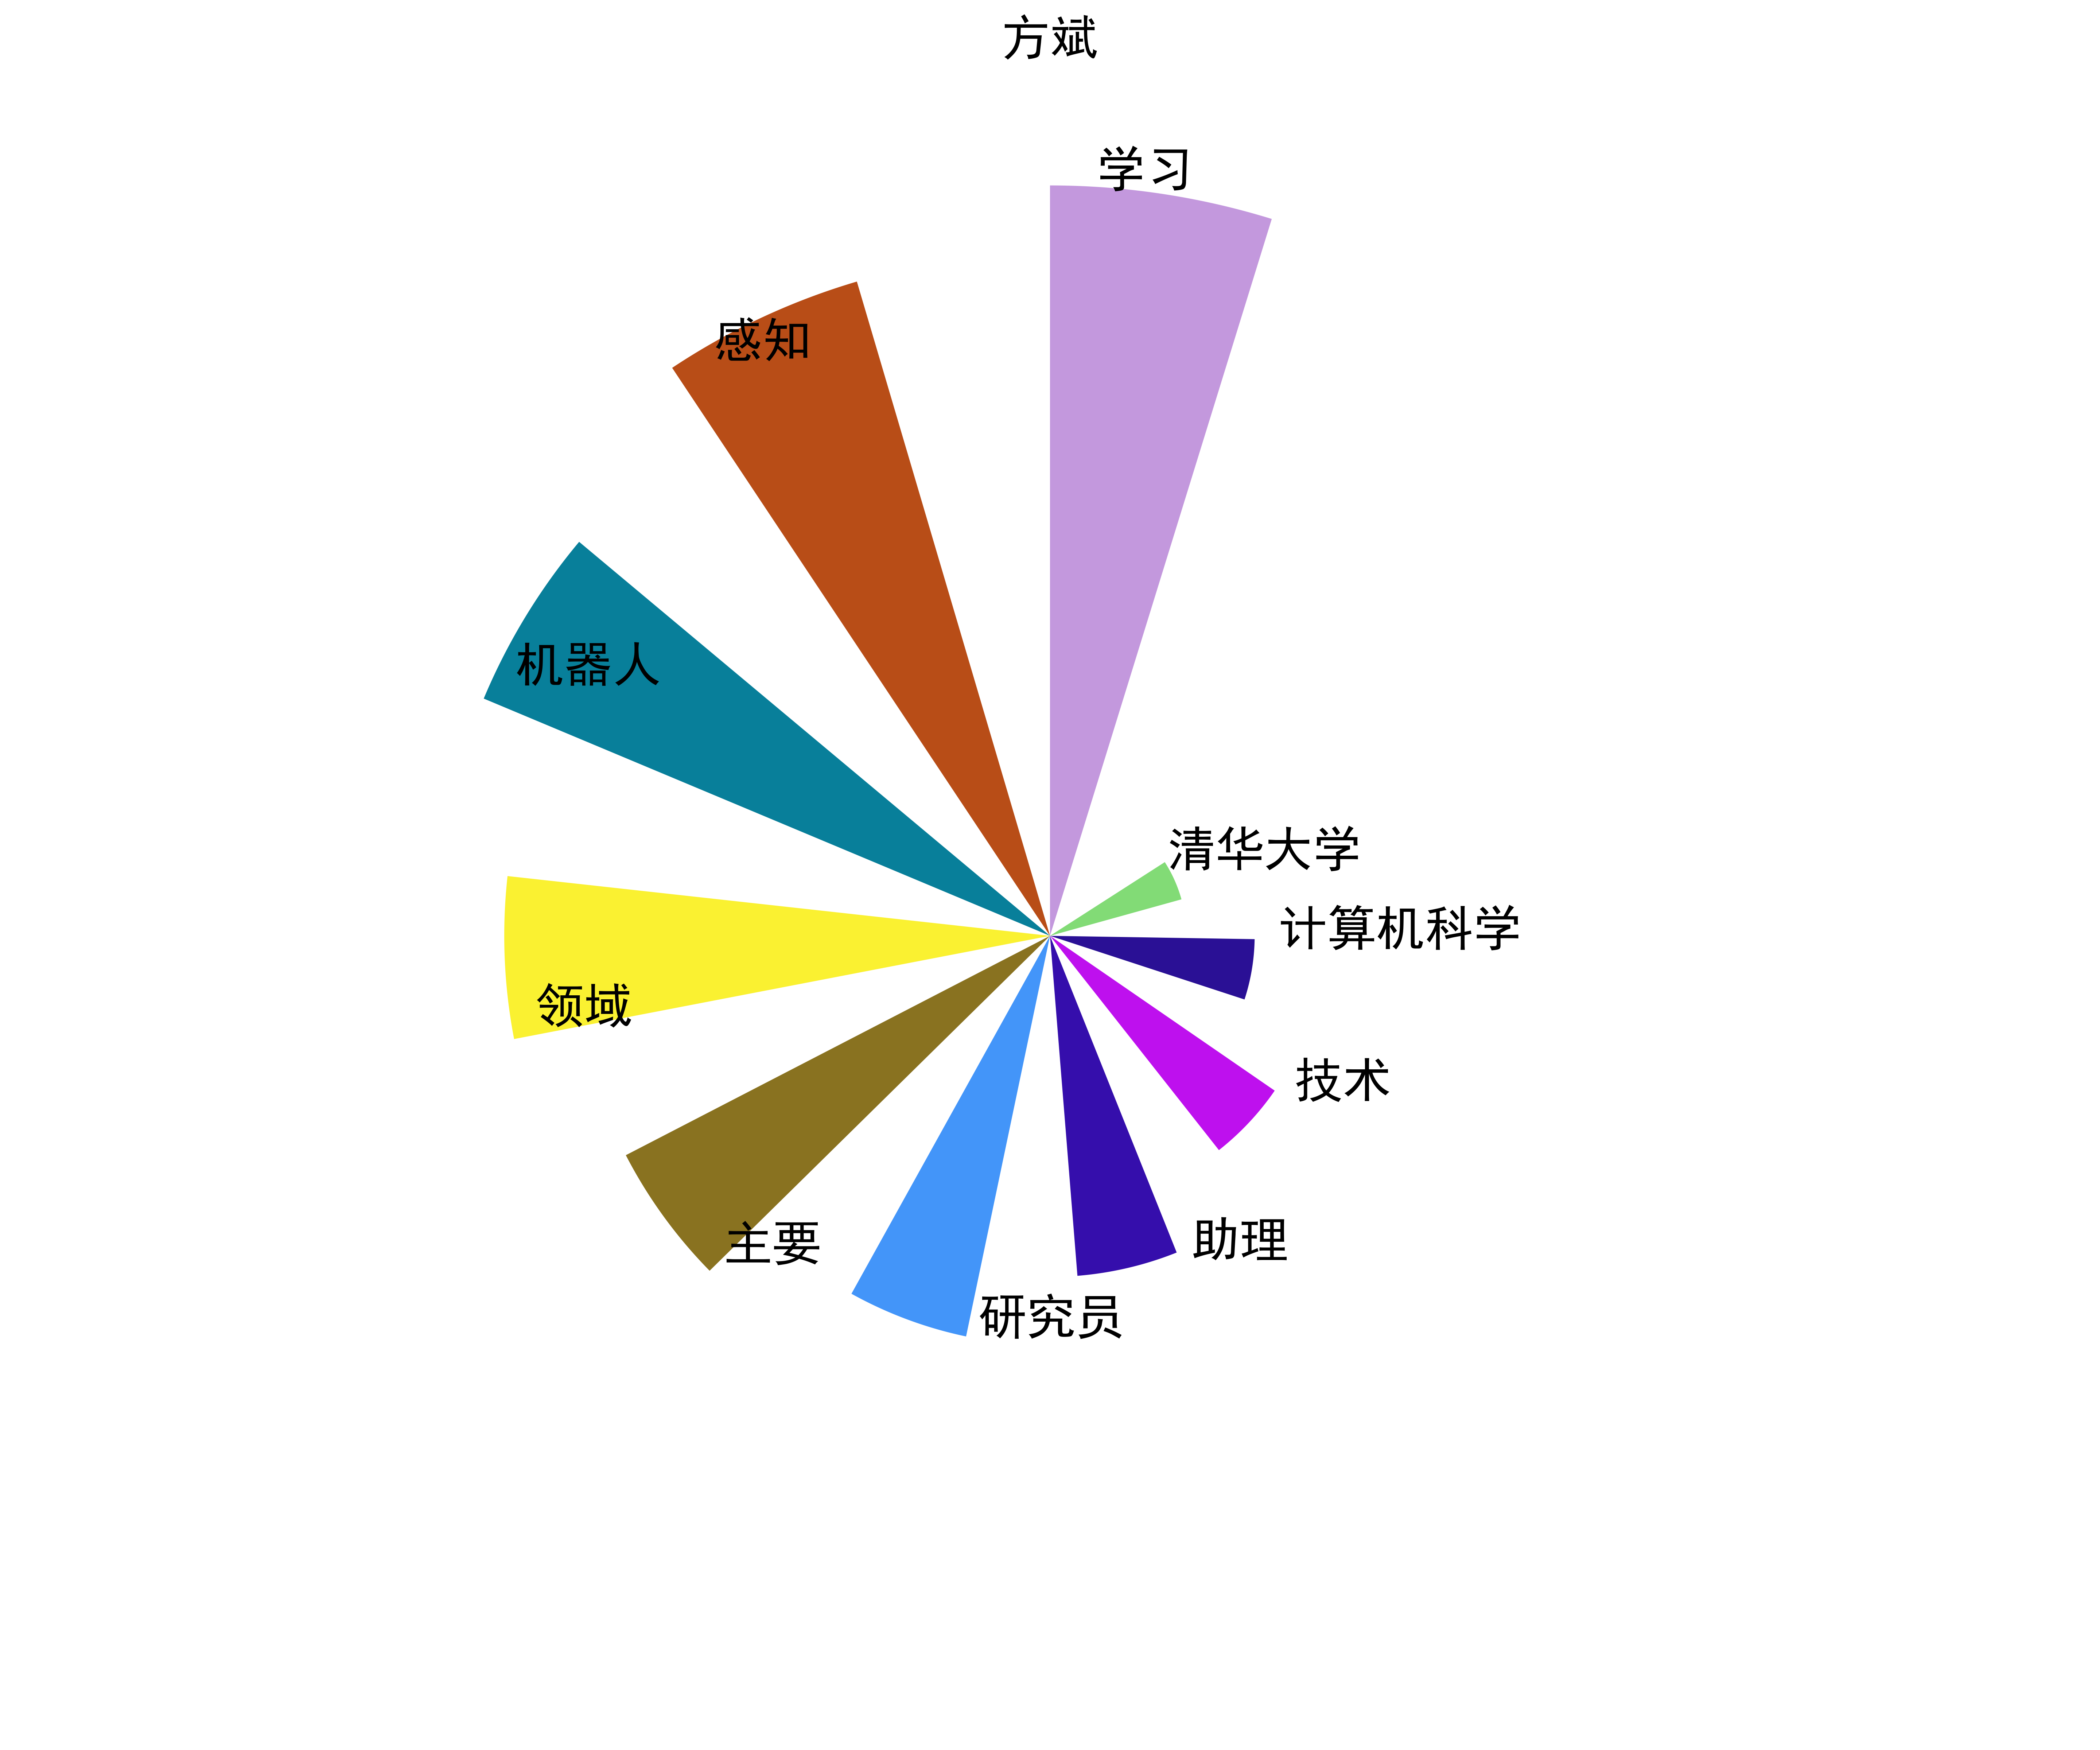 方斌
学习
感知
机器人
清华大学
计算机科学
领域
技术
主要
助理
研究员